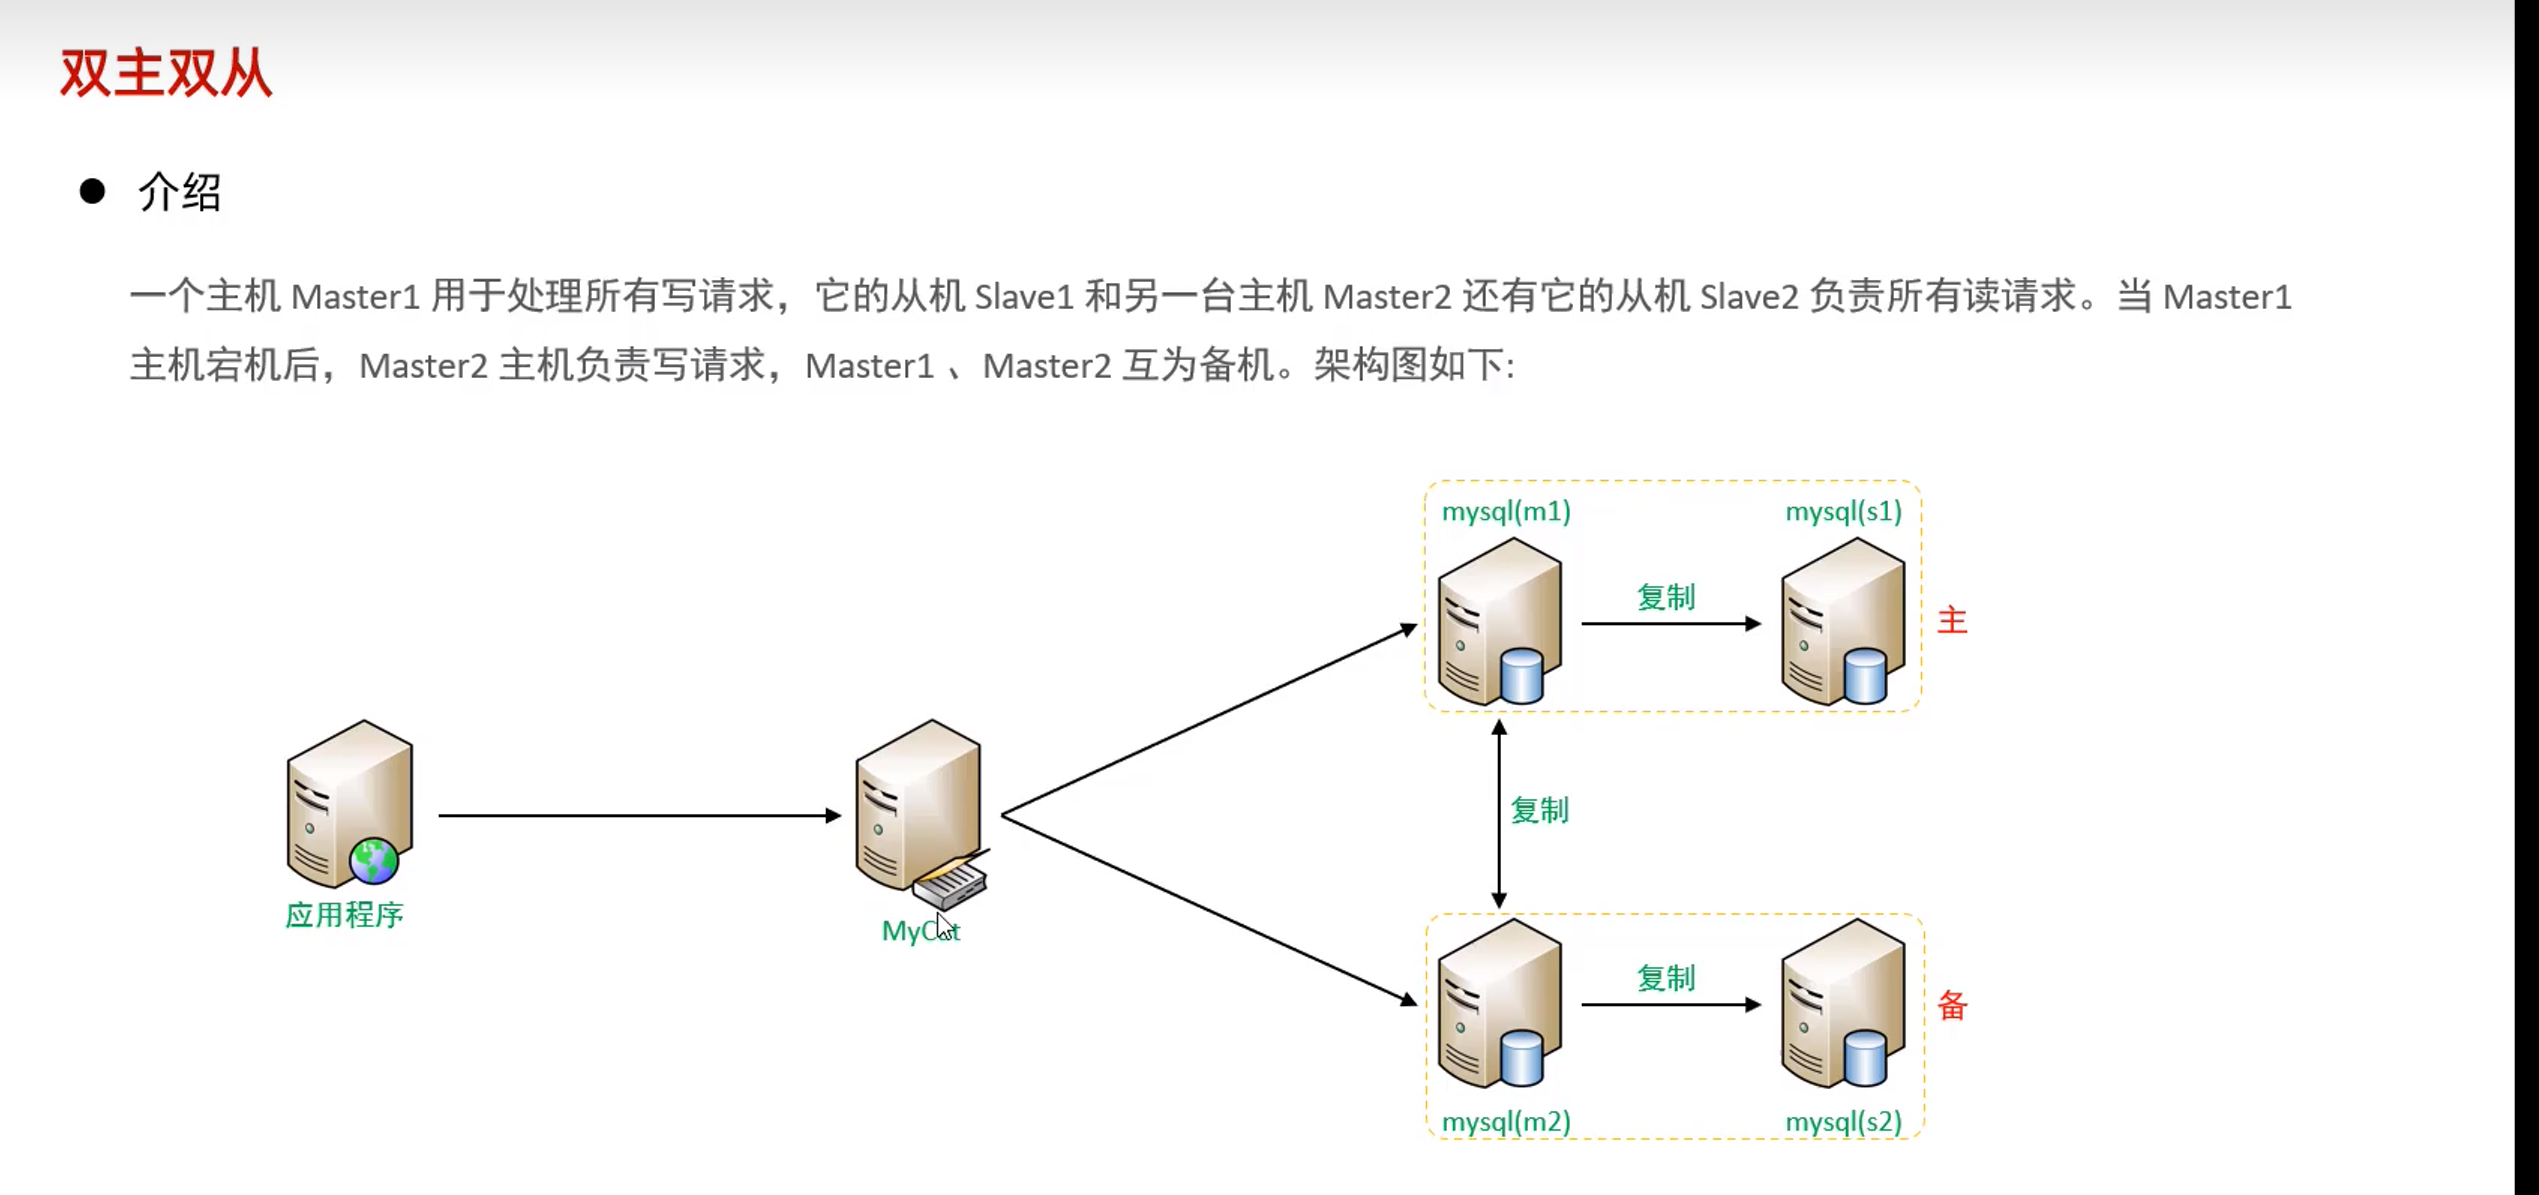 双主双从
介绍
一个主机 Master1 用于处理所有写请求，它的从机 Slave1 和另一台主机 Master2 还有它的从机 Slave2 负责所有读请求。当 Master1
主机宕机后，Master2 主机负责写请求，Master1 、Master2 互为备机。架构图如下:
mysql(m1)
mysql(s1)
复制
主
复制
应用程序
MyCat
复制
备
mysql(m2)
mysql(s2)